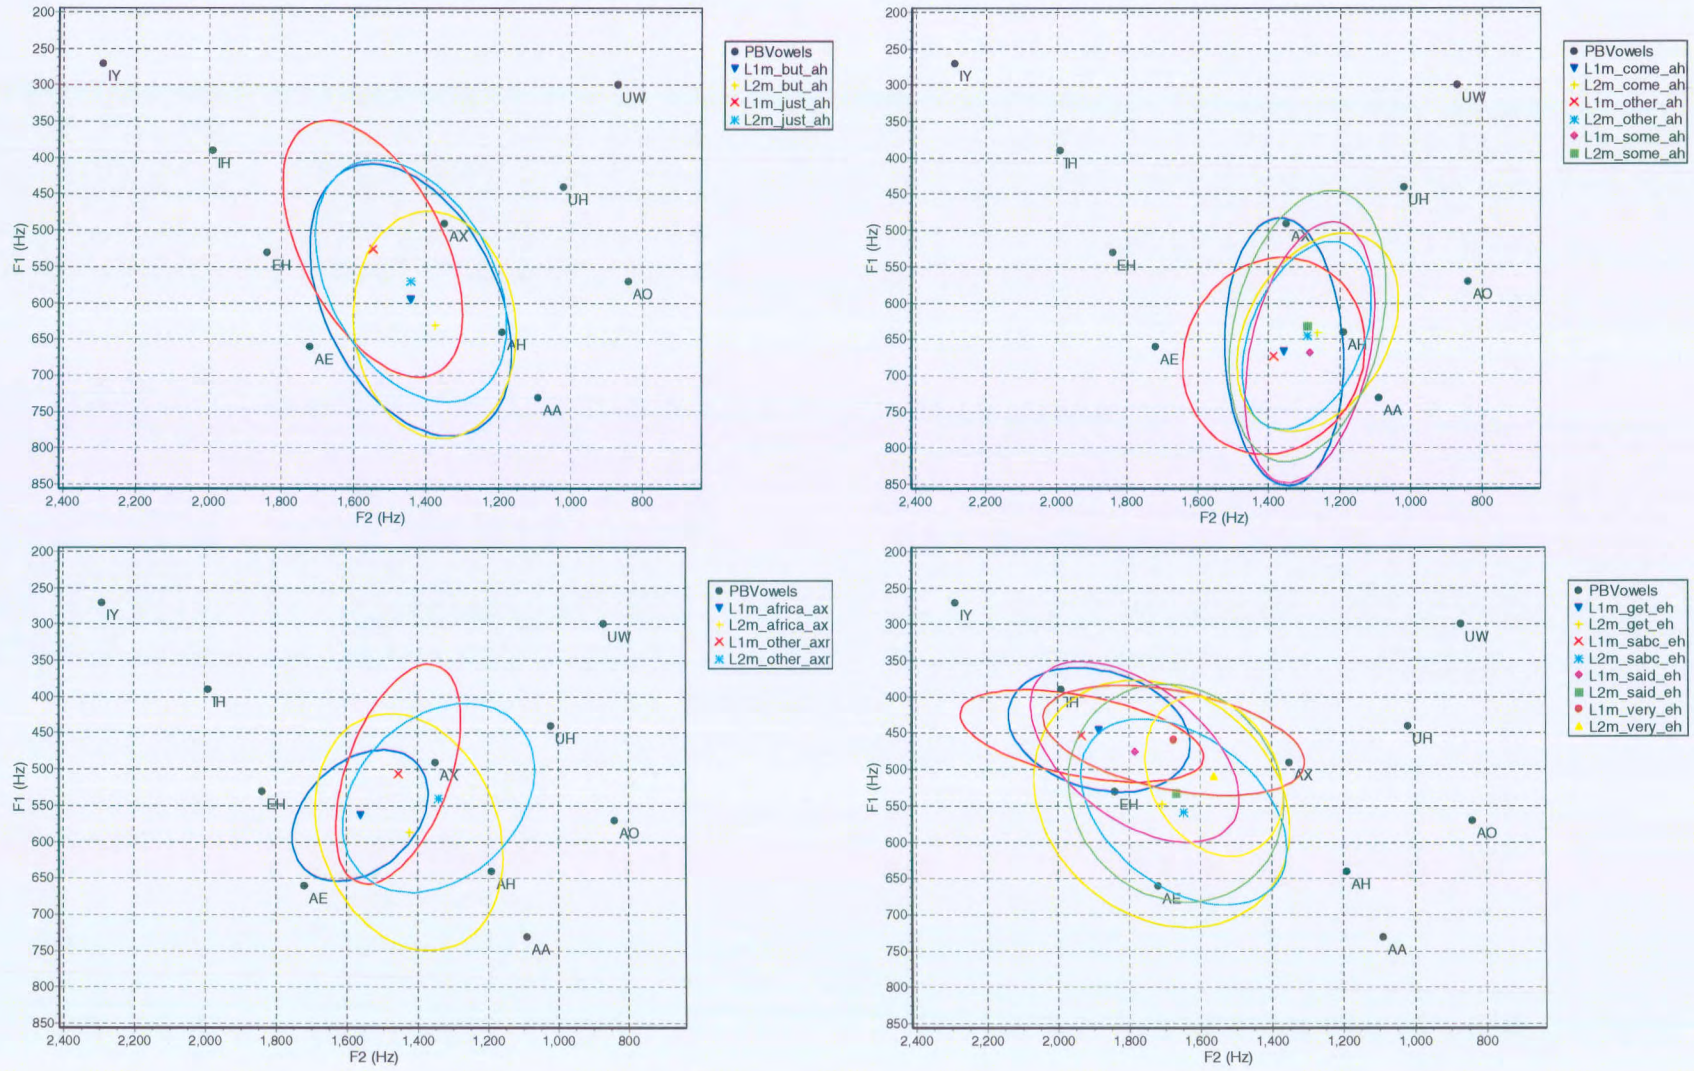 200
250
300
350
400
450
500
550
600
650
700
750
800
850
F1 (Hz)
2,400 2,200 2,000 1,800 1,600 1,400 1,200 1,000 800
F2 (Hz)
IY
UW
IH
UH
AX
EH
AO
AH
AE
AA
PBVowels
L1m_but_ah
L2m_but_ah
L1m_just_ah
L2m_just_ah
200
250
300
350
400
450
500
550
600
650
700
750
800
850
F1 (Hz)
2,400 2,200 2,000 1,800 1,600 1,400 1,200 1,000 800
F2 (Hz)
IY
UW
IH
UH
AX
EH
AO
AH
AE
AA
PBVowels
L1m_come_ah
L2m_come_ah
L1m_other_ah
L2m_other_ah
L1m_some_ah
L2m_some_ah
200
250
300
350
400
450
500
550
600
650
700
750
800
850
F1 (Hz)
2,400 2,200 2,000 1,800 1,600 1,400 1,200 1,000 800
F2 (Hz)
IY
UW
IH
UH
AX
EH
AO
AH
AE
AA
PBVowels
L1m_africa_ax
L2m_africa_ax
L1m_other_axr
L2m_other_axr
200
250
300
350
400
450
500
550
600
650
700
750
800
850
F1 (Hz)
2,400 2,200 2,000 1,800 1,600 1,400 1,200 1,000 800
F2 (Hz)
IY
UW
IH
UH
AX
EH
AO
AH
AE
AA
PBVowels
L1m_get_eh
L2m_get_eh
L1m_sabc_eh
L2m_sabc_eh
L1m_said_eh
L2m_said_eh
L1m_very_eh
L2m_very_eh